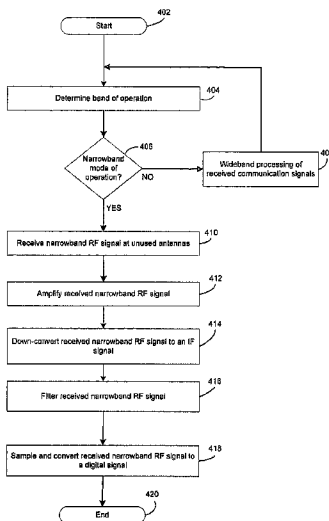 402
Start
404
Determine band of operation
406
Narrowband
mode of
operation?
NO
YES
40
Wideband processing of
received communication signals
410
Receive narrowband RF signal at unused antennas
412
Amplify received narrowband RF signal
414
Down-convert received narrowband RF signal to an IF
signal
416
Filter received narrowband RF signal
418
Sample and convert received narrowband RF signal to
a digital signal
420
End